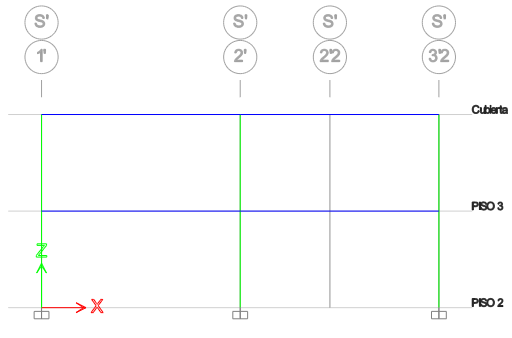 S' S' S' S'
1' 2' 2'2 3'2
Cubierta
PISO 3
Z
X
PISO 2